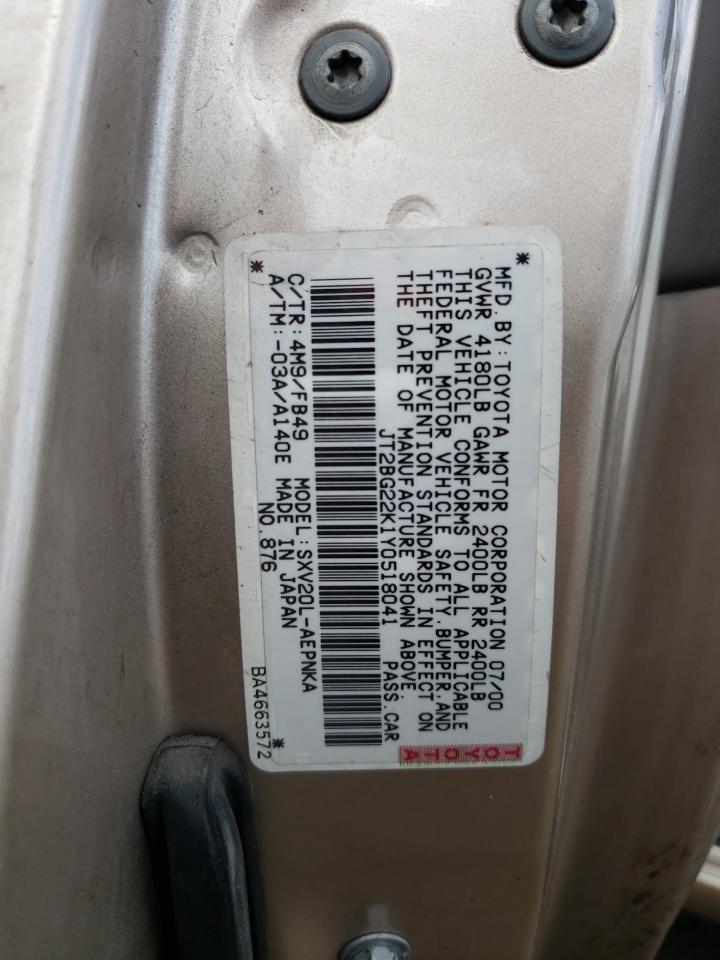 * MFD. BY: TOYOTA MOTOR CORPORATION 07/00
GVWR 4180LB GAWR FR 2400LB RR 2400LB
THIS VEHICLE CONFORMS TO ALL APPLICABLE
FEDERAL MOTOR VEHICLE SAFETY, BUMPER, AND
THEFT PREVENTION STANDARDS IN EFFECT ON
THE DATE OF MANUFACTURE SHOWN ABOVE.
TOYOTA
JT2BG22K1Y0518041 PASS.CAR
C/TR: 4M9/FB49 MODEL: SXV20L-AEPNKA
A/TM: -03A/A140E MADE IN JAPAN
* NO. 876 *
BA4663572